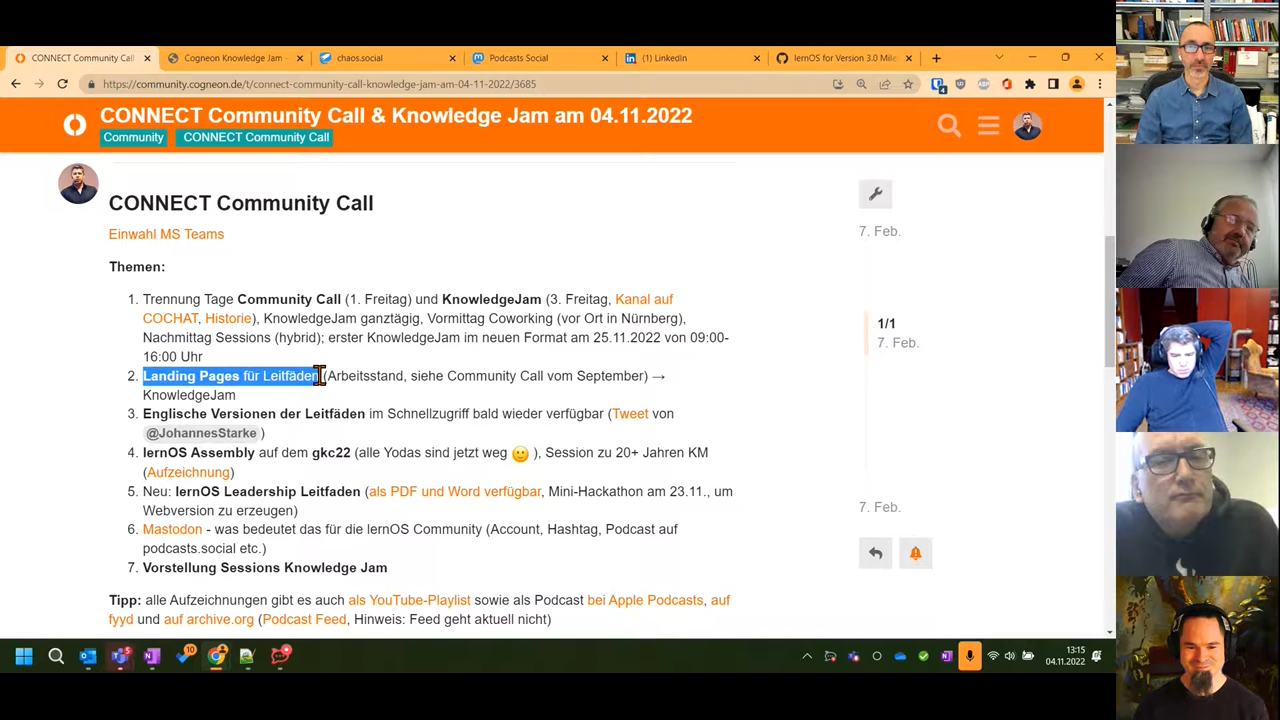 CONNECT Community Call
Cogneon Knowledge Jam -
chaos.social
Podcasts Social
(1) LinkedIn
lernOS for Version 3.0 Mile
https://community.cogneon.de/t/connect-community-call-knowledge-jam-am-04-11-2022/3685
4
CONNECT Community Call & Knowledge Jam am 04.11.2022
Community CONNECT Community Call
CONNECT Community Call
Einwahl MS Teams
Themen:
1. Trennung Tage Community Call (1. Freitag) und KnowledgeJam (3. Freitag, Kanal auf
COCHAT, Historie), KnowledgeJam ganztägig, Vormittag Coworking (vor Ort in Nürnberg),
Nachmittag Sessions (hybrid); erster KnowledgeJam im neuen Format am 25.11.2022 von 09:00-
16:00 Uhr
2. Landing Pages für Leitfäden (Arbeitsstand, siehe Community Call vom September) →
KnowledgeJam
3. Englische Versionen der Leitfäden im Schnellzugriff bald wieder verfügbar (Tweet von
@JohannesStarke )
4. lernOS Assembly auf dem gkc22 (alle Yodas sind jetzt weg 🙂 ), Session zu 20+ Jahren KM
(Aufzeichnung)
5. Neu: lernOS Leadership Leitfaden (als PDF und Word verfügbar, Mini-Hackathon am 23.11., um
Webversion zu erzeugen)
6. Mastodon - was bedeutet das für die lernOS Community (Account, Hashtag, Podcast auf
podcasts.social etc.)
7. Vorstellung Sessions Knowledge Jam
Tipp: alle Aufzeichnungen gibt es auch als YouTube-Playlist sowie als Podcast bei Apple Podcasts, auf
fyyd und auf archive.org (Podcast Feed, Hinweis: Feed geht aktuell nicht)
7. Feb.
1/1
7. Feb.
7. Feb.
10
13:15
04.11.2022